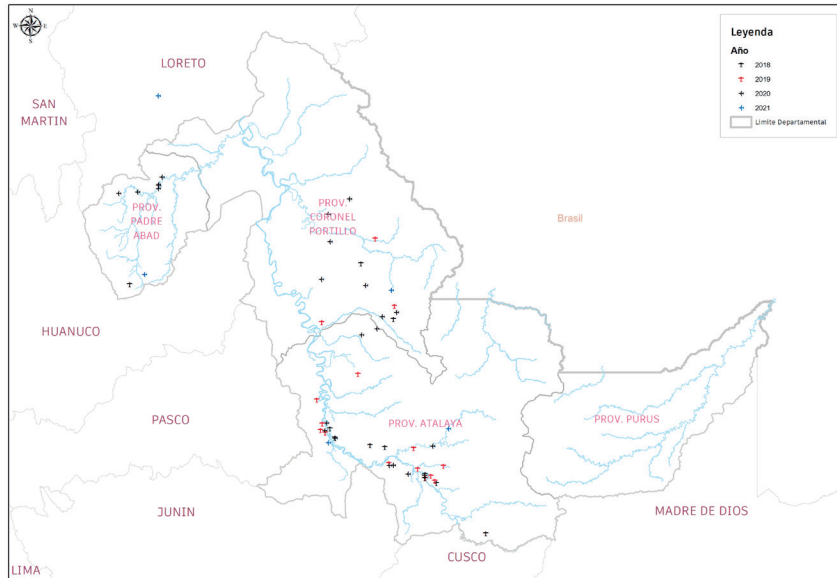 N
W E
S
LORETO
SAN
MARTIN
Leyenda
Año
2018
2019
2020
2021
Limite Departamental
PROV.
PADRE
ABAD
PROV.
CORONEL
PORTILLO
Brasil
HUANUCO
PASCO
PROV. ATALAYA
PROV. PURUS
JUNIN
MADRE DE DIOS
CUSCO
LIMA